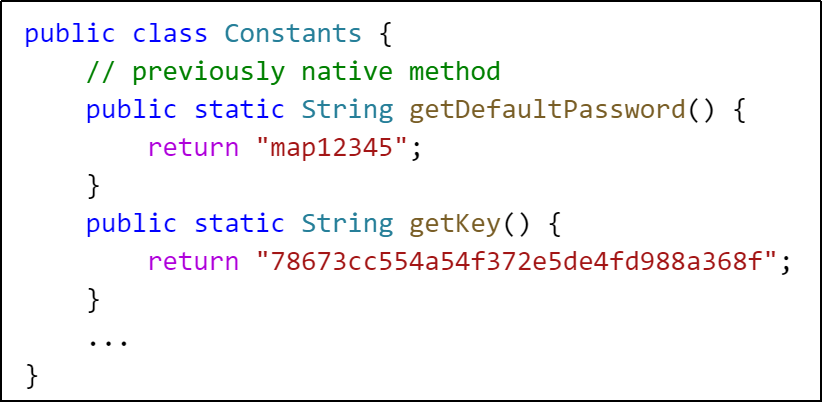 public class Constants {
    // previously native method
    public static String getDefaultPassword() {
        return "map12345";
    }
    public static String getKey() {
        return "78673cc554a54f372e5de4fd988a368f";
    }
    ...
}